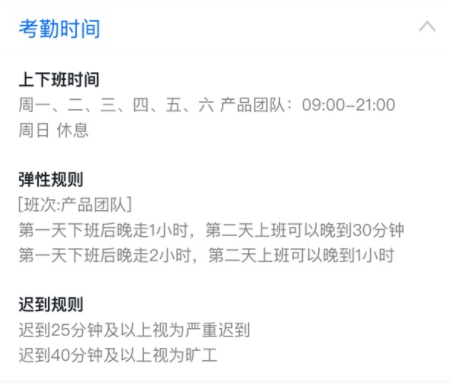 考勤时间
上下班时间
周一、二、三、四、五、六 产品团队：09:00-21:00
周日 休息
弹性规则
[班次:产品团队]
第一天下班后晚走1小时，第二天上班可以晚到30分钟
第一天下班后晚走2小时，第二天上班可以晚到1小时
迟到规则
迟到25分钟及以上视为严重迟到
迟到40分钟及以上视为旷工